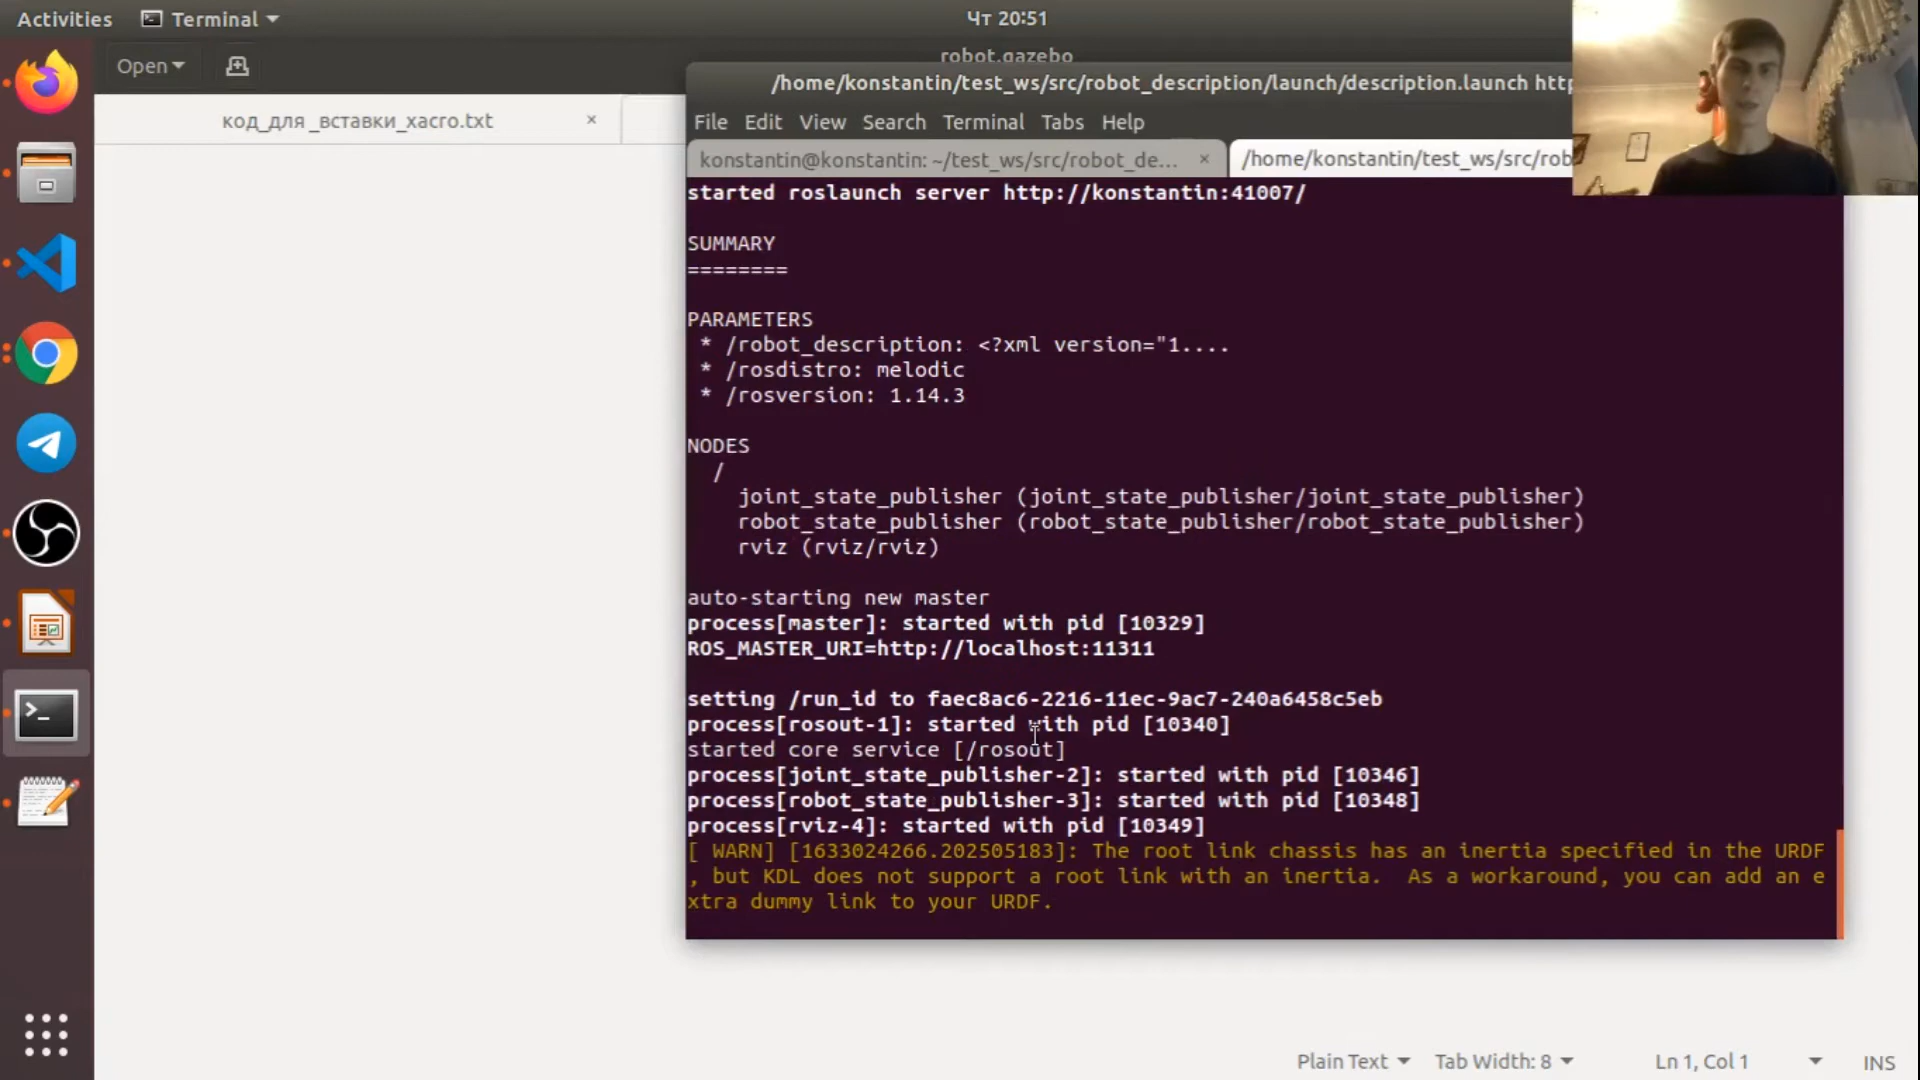 Activities
Terminal
Чт 20:51
Open
robot.gazebo
код_для _вставки_xacro.txt
/home/konstantin/test_ws/src/robot_description/launch/description.launch
File Edit View Search Terminal Tabs Help
konstantin@konstantin: ~/test_ws/src/robot_de...
/home/konstantin/test_ws/src/rob
started roslaunch server http://konstantin:41007/
SUMMARY
========
PARAMETERS
* /robot_description: <?xml version="1....
* /rosdistro: melodic
* /rosversion: 1.14.3
NODES
/
joint_state_publisher (joint_state_publisher/joint_state_publisher)
robot_state_publisher (robot_state_publisher/robot_state_publisher)
rviz (rviz/rviz)
auto-starting new master
process[master]: started with pid [10329]
ROS_MASTER_URI=http://localhost:11311
setting /run_id to faec8ac6-2216-11ec-9ac7-240a6458c5eb
process[rosout-1]: started with pid [10340]
started core service [/rosout]
process[joint_state_publisher-2]: started with pid [10346]
process[robot_state_publisher-3]: started with pid [10348]
process[rviz-4]: started with pid [10349]
[ WARN] [1633024266.202505183]: The root link chassis has an inertia specified in the URDF
, but KDL does not support a root link with an inertia.  As a workaround, you can add an e
xtra dummy link to your URDF.
Plain Text
Tab Width: 8
Ln 1, Col 1
INS